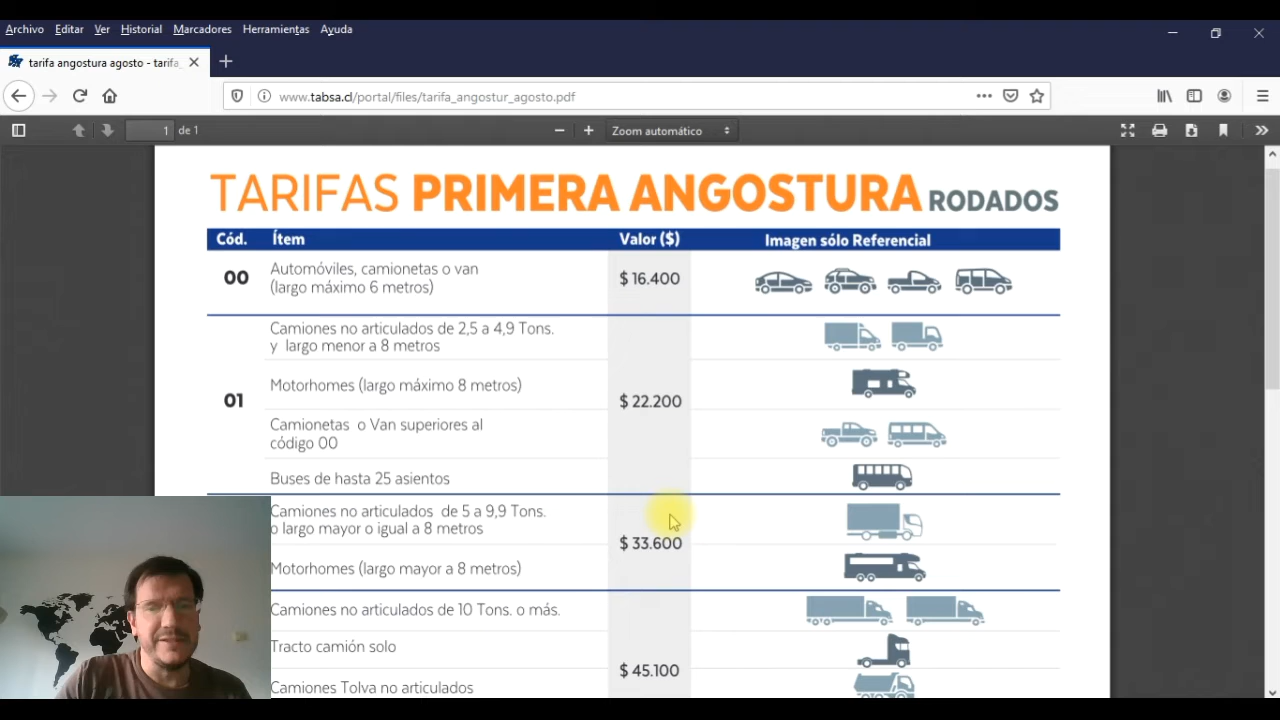 Archivo Editar Ver Historial Marcadores Herramientas Ayuda
tarifa angostura agosto - tarifa_
www.tabsa.cl/portal/files/tarifa_angostur_agosto.pdf
1 de 1
Zoom automático
TARIFAS PRIMERA ANGOSTURA RODADOS
Cód. Ítem Valor ($) Imagen sólo Referencial
00 Automóviles, camionetas o van
(largo máximo 6 metros)
$ 16.400
Camiones no articulados de 2,5 a 4,9 Tons.
y largo menor a 8 metros
Motorhomes (largo máximo 8 metros)
01 $ 22.200
Camionetas o Van superiores al
código 00
Buses de hasta 25 asientos
Camiones no articulados de 5 a 9,9 Tons.
o largo mayor o igual a 8 metros
$ 33.600
Motorhomes (largo mayor a 8 metros)
Camiones no articulados de 10 Tons. o más.
Tracto camión solo
$ 45.100
Camiones Tolva no articulados